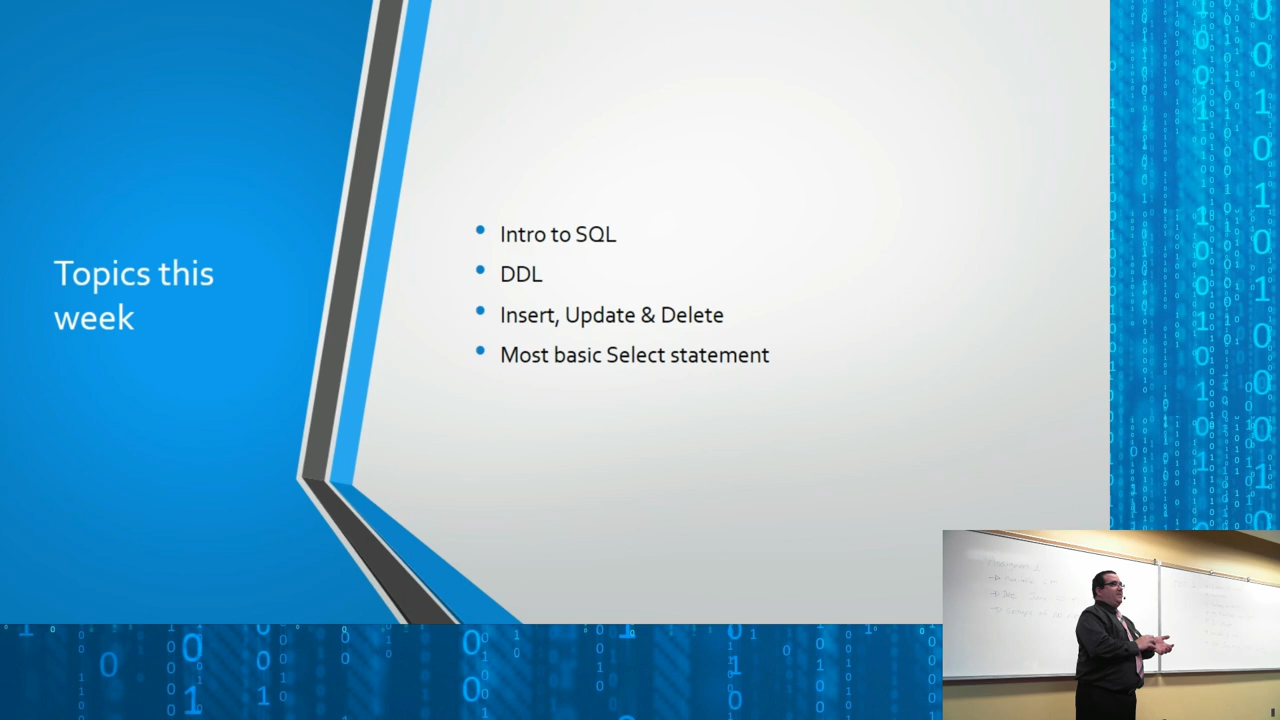 Topics this
week
Intro to SQL
DDL
Insert, Update & Delete
Most basic Select statement